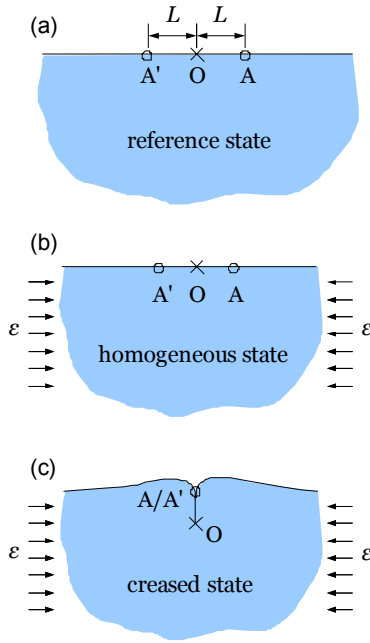 (a)
L L
A' O A
reference state
(b)
A' O A
ε ε
homogeneous state
(c)
A/A'
O
ε ε
creased state